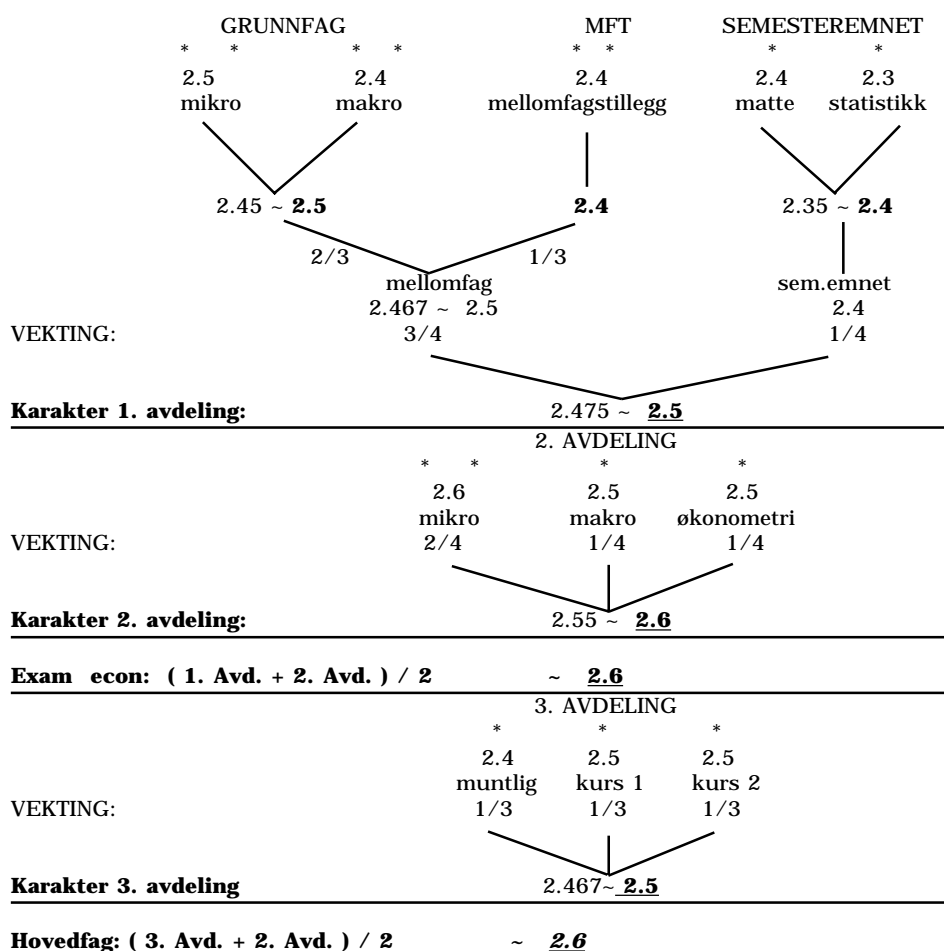 GRUNNFAG MFT SEMESTEREMNET
* * * * * * * *
2.5 2.4 2.4 2.4 2.3
mikro makro mellomfagstillegg matte statistikk
2.45 ~ 2.5 2.4 2.35 ~ 2.4
2/3 1/3
mellomfag sem.emnet
2.467 ~ 2.5 2.4
VEKTING: 3/4 1/4
Karakter 1. avdeling: 2.475 ~ 2.5
2. AVDELING
* * * *
2.6 2.5 2.5
mikro makro økonometri
VEKTING: 2/4 1/4 1/4
Karakter 2. avdeling: 2.55 ~ 2.6
Exam econ: ( 1. Avd. + 2. Avd. ) / 2 ~ 2.6
3. AVDELING
* * *
2.4 2.5 2.5
muntlig kurs 1 kurs 2
VEKTING: 1/3 1/3 1/3
Karakter 3. avdeling 2.467~ 2.5
Hovedfag: ( 3. Avd. + 2. Avd. ) / 2 ~ 2.6